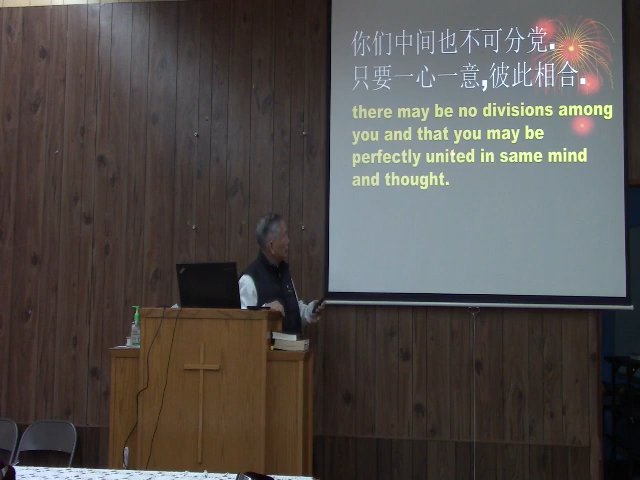 你们中间也不可分党.
只要一心一意,彼此相合.
there may be no divisions among
you and that you may be
perfectly united in same mind
and thought.